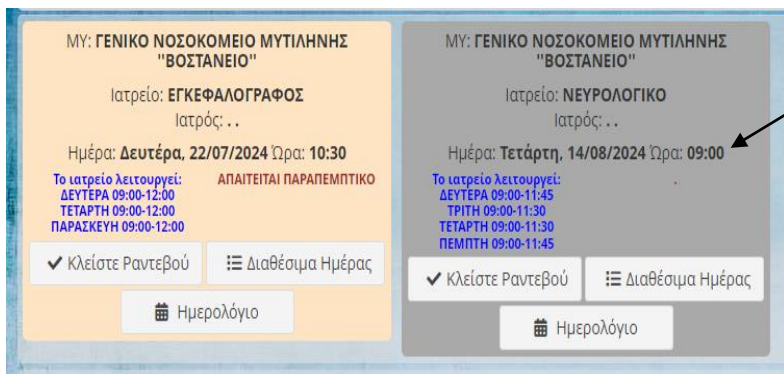 ΜΥ: ΓΕΝΙΚΟ ΝΟΣΟΚΟΜΕΙΟ ΜΥΤΙΛΗΝΗΣ
"ΒΟΣΤΑΝΕΙΟ"
Ιατρείο: ΕΓΚΕΦΑΛΟΓΡΑΦΟΣ
Ιατρός: . .
Ημέρα: Δευτέρα, 22/07/2024 Ώρα: 10:30
Το ιατρείο λειτουργεί:
ΔΕΥΤΕΡΑ 09:00-12:00
ΤΕΤΑΡΤΗ 09:00-12:00
ΠΑΡΑΣΚΕΥΗ 09:00-12:00
ΑΠΑΙΤΕΙΤΑΙ ΠΑΡΑΠΕΜΠΤΙΚΟ
Κλείστε Ραντεβού
Διαθέσιμα Ημέρας
Ημερολόγιο
ΜΥ: ΓΕΝΙΚΟ ΝΟΣΟΚΟΜΕΙΟ ΜΥΤΙΛΗΝΗΣ
"ΒΟΣΤΑΝΕΙΟ"
Ιατρείο: ΝΕΥΡΟΛΟΓΙΚΟ
Ιατρός: . .
Ημέρα: Τετάρτη, 14/08/2024 Ώρα: 09:00
Το ιατρείο λειτουργεί:
ΔΕΥΤΕΡΑ 09:00-11:45
ΤΡΙΤΗ 09:00-11:30
ΤΕΤΑΡΤΗ 09:00-11:30
ΠΕΜΠΤΗ 09:00-11:45
.
Κλείστε Ραντεβού
Διαθέσιμα Ημέρας
Ημερολόγιο